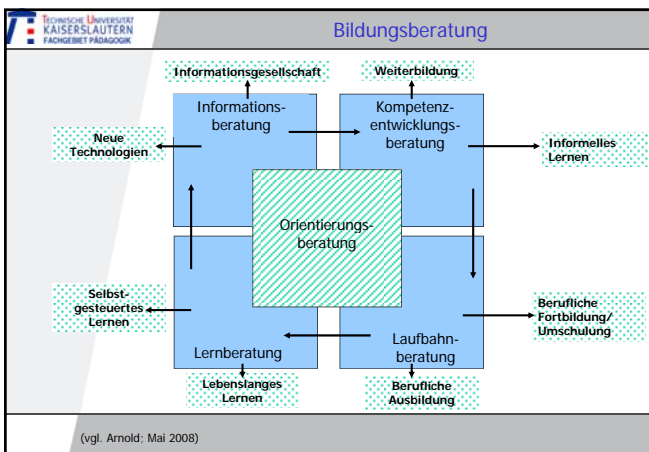 TECHNISCHE UNIVERSITÄT
KAISERSLAUTERN
FACHGEBIET PÄDAGOGIK
Bildungsberatung
Informationsgesellschaft
Weiterbildung
Informations-
beratung
Kompetenz-
entwicklungs-
beratung
Neue
Technologien
Informelles
Lernen
Orientierungs-
beratung
Selbst-
gesteuertes
Lernen
Berufliche
Fortbildung/
Umschulung
Lernberatung
Laufbahn-
beratung
Lebenslanges
Lernen
Berufliche
Ausbildung
(vgl. Arnold; Mai 2008)